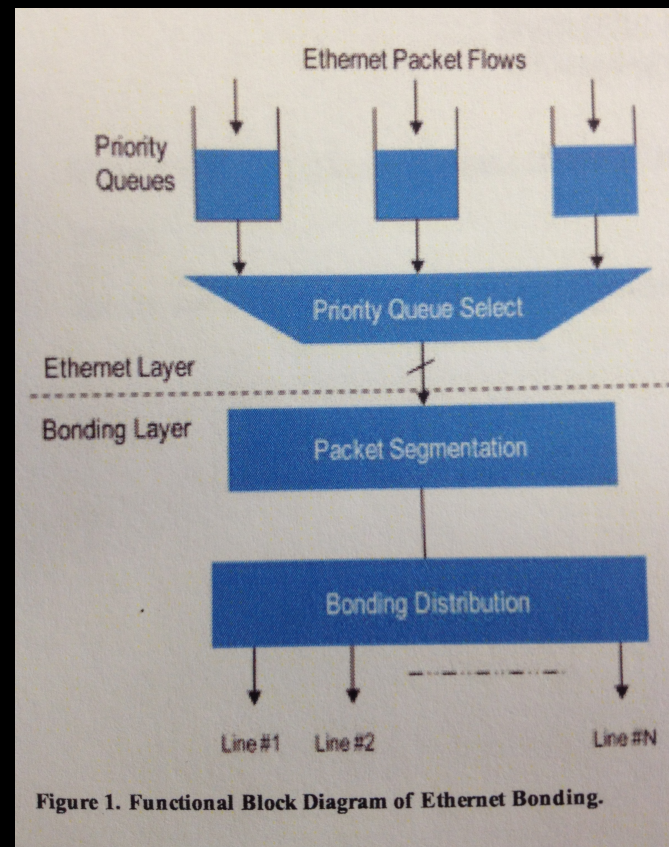 Ethernet Packet Flows
Priority
Queues
Priority Queue Select
Ethernet Layer
Bonding Layer
Packet Segmentation
Bonding Distribution
Line #1 Line #2 Line #N
Figure 1. Functional Block Diagram of Ethernet Bonding.